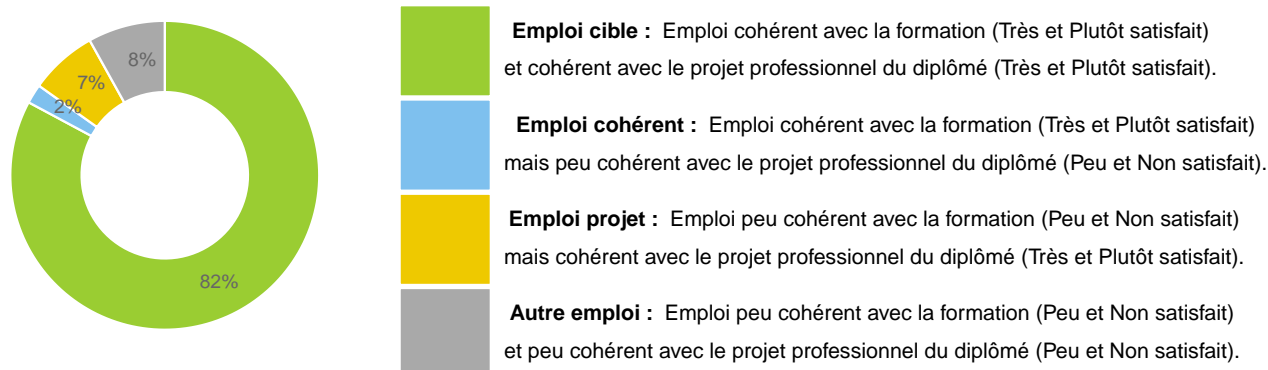 8%
7%
2%
82%
Emploi cible : Emploi cohérent avec la formation (Très et Plutôt satisfait)
et cohérent avec le projet professionnel du diplômé (Très et Plutôt satisfait).
Emploi cohérent : Emploi cohérent avec la formation (Très et Plutôt satisfait)
mais peu cohérent avec le projet professionnel du diplômé (Peu et Non satisfait).
Emploi projet : Emploi peu cohérent avec la formation (Peu et Non satisfait)
mais cohérent avec le projet professionnel du diplômé (Très et Plutôt satisfait).
Autre emploi : Emploi peu cohérent avec la formation (Peu et Non satisfait)
et peu cohérent avec le projet professionnel du diplômé (Peu et Non satisfait).